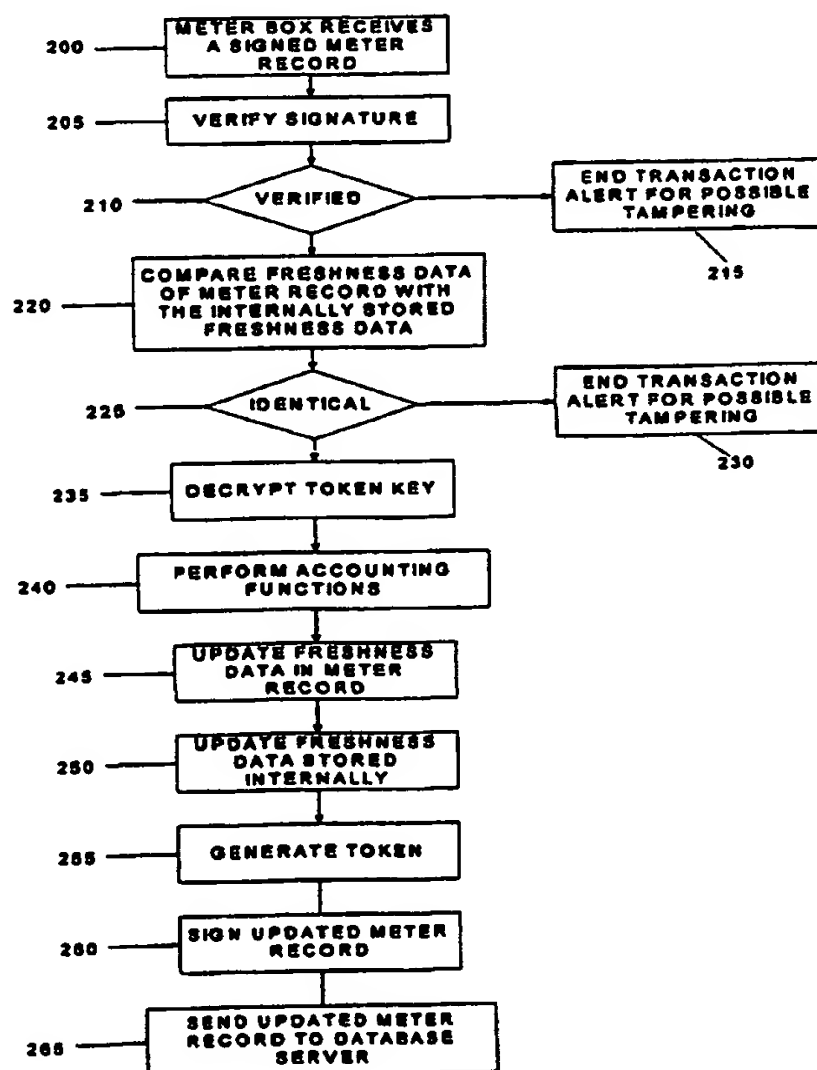 METER BOX RECEIVES
A SIGNED METER
RECORD
200
205
VERIFY SIGNATURE
210
VERIFIED
END TRANSACTION
ALERT FOR POSSIBLE
TAMPERING
215
220
COMPARE FRESHNESS DATA
OF METER RECORD WITH
THE INTERNALLY STORED
FRESHNESS DATA
225
IDENTICAL
END TRANSACTION
ALERT FOR POSSIBLE
TAMPERING
230
235
DECRYPT TOKEN KEY
240
PERFORM ACCOUNTING
FUNCTIONS
245
UPDATE FRESHNESS
DATA IN METER
RECORD
250
UPDATE FRESHNESS
DATA STORED
INTERNALLY
255
GENERATE TOKEN
260
SIGN UPDATED METER
RECORD
265
SEND UPDATED METER
RECORD TO DATABASE
SERVER